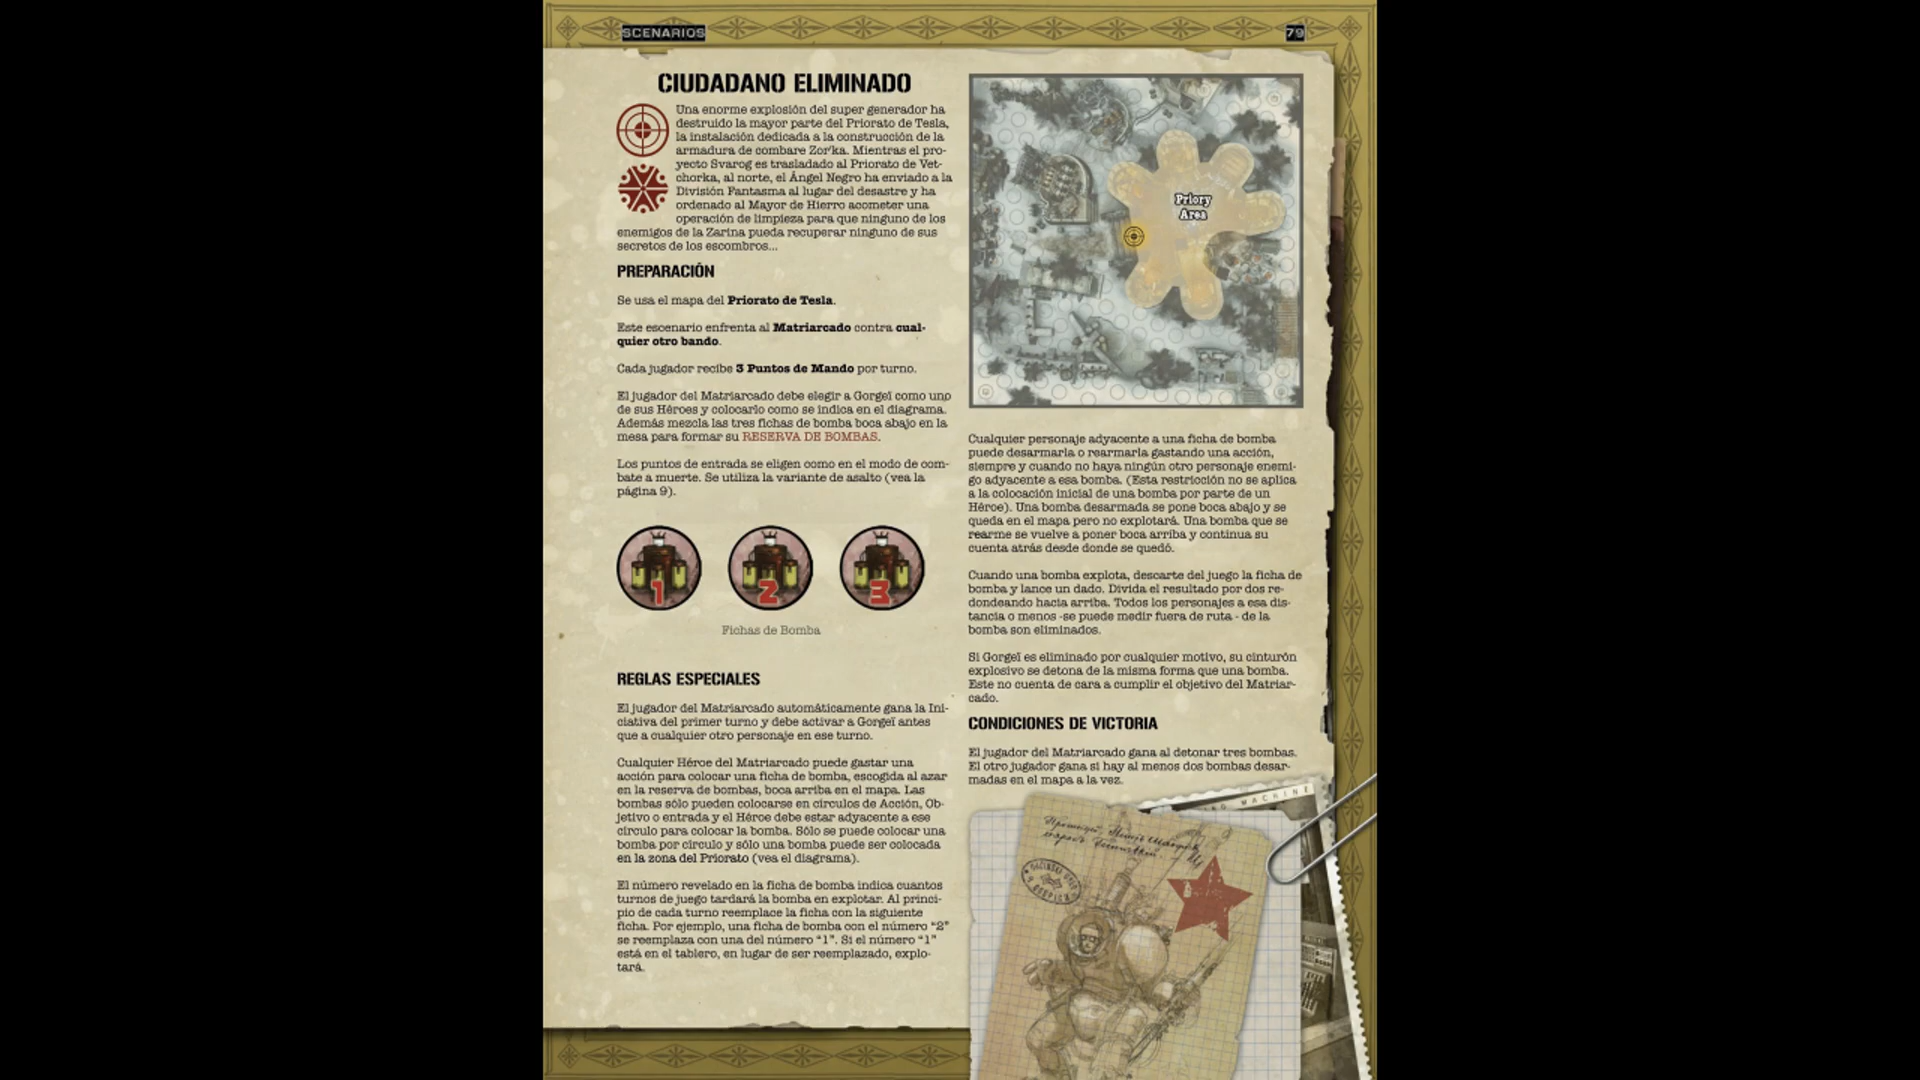 SCENARIOS
79
CIUDADANO ELIMINADO
Una enorme explosión del super generador ha
destruido la mayor parte del Priorato de Tesla,
la instalación dedicada a la construcción de la
armadura de combare Zor'ka. Mientras el pro-
yecto Svarog es trasladado al Priorato de Vet-
chorka, al norte, el Ángel Negro ha enviado a la
División Fantasma al lugar del desastre y ha
ordenado al Mayor de Hierro acometer una
operación de limpieza para que ninguno de los
enemigos de la Zarina pueda recuperar ninguno de sus
secretos de los escombros...
PREPARACIÓN
Se usa el mapa del Priorato de Tesla.
Este escenario enfrenta al Matriarcado contra cual-
quier otro bando.
Cada jugador recibe 3 Puntos de Mando por turno.
El jugador del Matriarcado debe elegir a Gorgeï como uno
de sus Héroes y colocarlo como se indica en el diagrama.
Además mezcla las tres fichas de bomba boca abajo en la
mesa para formar su RESERVA DE BOMBAS.
Los puntos de entrada se eligen como en el modo de com-
bate a muerte. Se utiliza la variante de asalto (vea la
página 9).
1 2 3
Fichas de Bomba
REGLAS ESPECIALES
El jugador del Matriarcado automáticamente gana la Ini-
ciativa del primer turno y debe activar a Gorgeï antes
que a cualquier otro personaje en ese turno.
Cualquier Héroe del Matriarcado puede gastar una
acción para colocar una ficha de bomba, escogida al azar
en la reserva de bombas, boca arriba en el mapa. Las
bombas sólo pueden colocarse en círculos de Acción, Ob-
jetivo o entrada y el Héroe debe estar adyacente a ese
círculo para colocar la bomba. Sólo se puede colocar una
bomba por círculo y sólo una bomba puede ser colocada
en la zona del Priorato (vea el diagrama).
El número revelado en la ficha de bomba indica cuantos
turnos de juego tardará la bomba en explotar. Al princi-
pio de cada turno reemplace la ficha con la siguiente
ficha. Por ejemplo, una ficha de bomba con el número “2”
se reemplaza con una del número “1”. Si el número “1”
está en el tablero, en lugar de ser reemplazado, explo-
tará.
Priory
Area
Cualquier personaje adyacente a una ficha de bomba
puede desarmarla o rearmarla gastando una acción,
siempre y cuando no haya ningún otro personaje enemi-
go adyacente a esa bomba. (Esta restricción no se aplica
a la colocación inicial de una bomba por parte de un
Héroe). Una bomba desarmada se pone boca abajo y se
queda en el mapa pero no explotará. Una bomba que se
rearme se vuelve a poner boca arriba y continua su
cuenta atrás desde donde se quedó.
Cuando una bomba explota, descarte del juego la ficha de
bomba y lance un dado. Divida el resultado por dos re-
dondeando hacia arriba. Todos los personajes a esa dis-
tancia o menos -se puede medir fuera de ruta - de la
bomba son eliminados.
Si Gorgeï es eliminado por cualquier motivo, su cinturón
explosivo se detona de la misma forma que una bomba.
Este no cuenta de cara a cumplir el objetivo del Matriar-
cado.
CONDICIONES DE VICTORIA
El jugador del Matriarcado gana al detonar tres bombas.
El otro jugador gana si hay al menos dos bombas desar-
madas en el mapa a la vez.
MACHINE